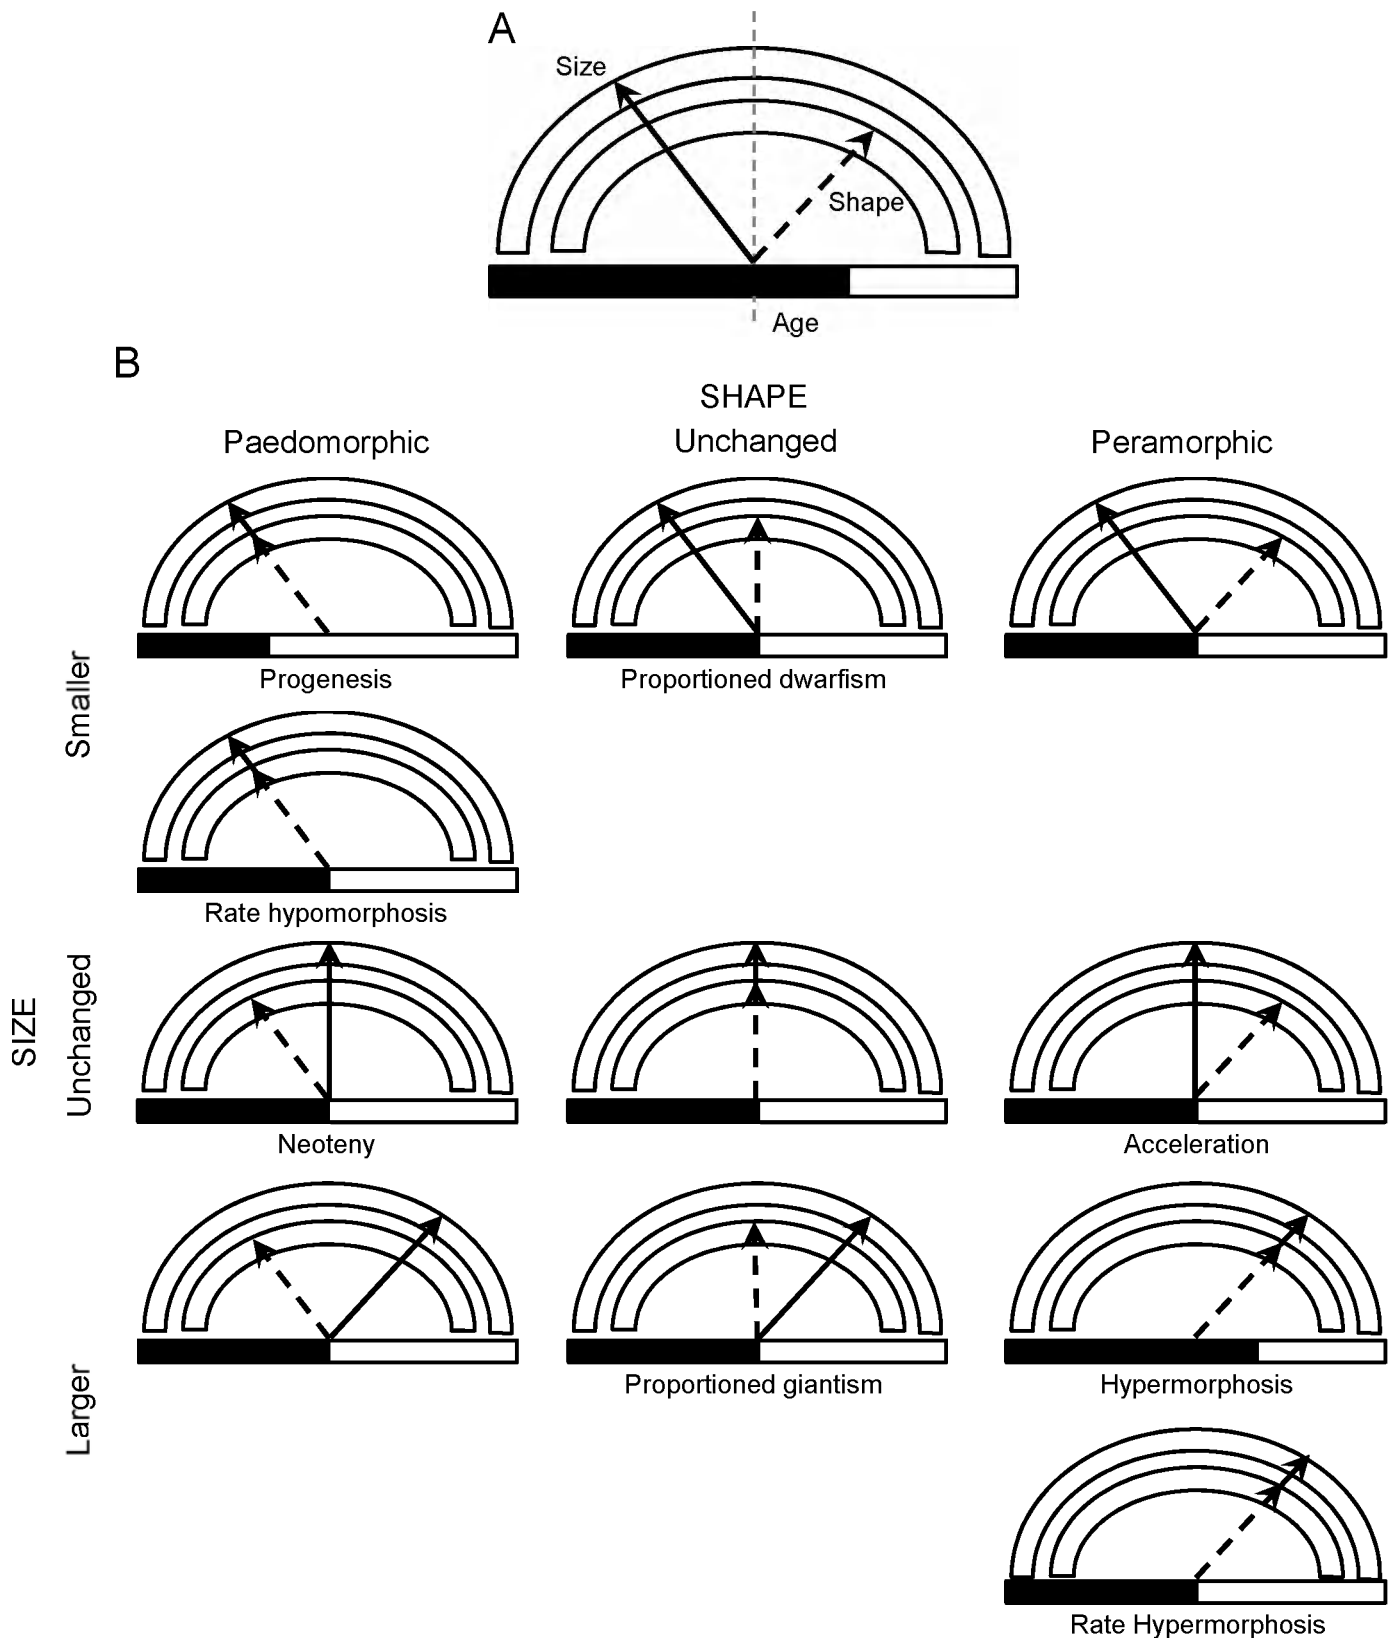 A
Size
Shape
Age
B
SHAPE
Paedomorphic
Unchanged
Peramorphic
Smaller
Progenesis
Proportioned dwarfism
Rate hypomorphosis
SIZE
Unchanged
Neoteny
Acceleration
Larger
Proportioned giantism
Hypermorphosis
Rate Hypermorphosis